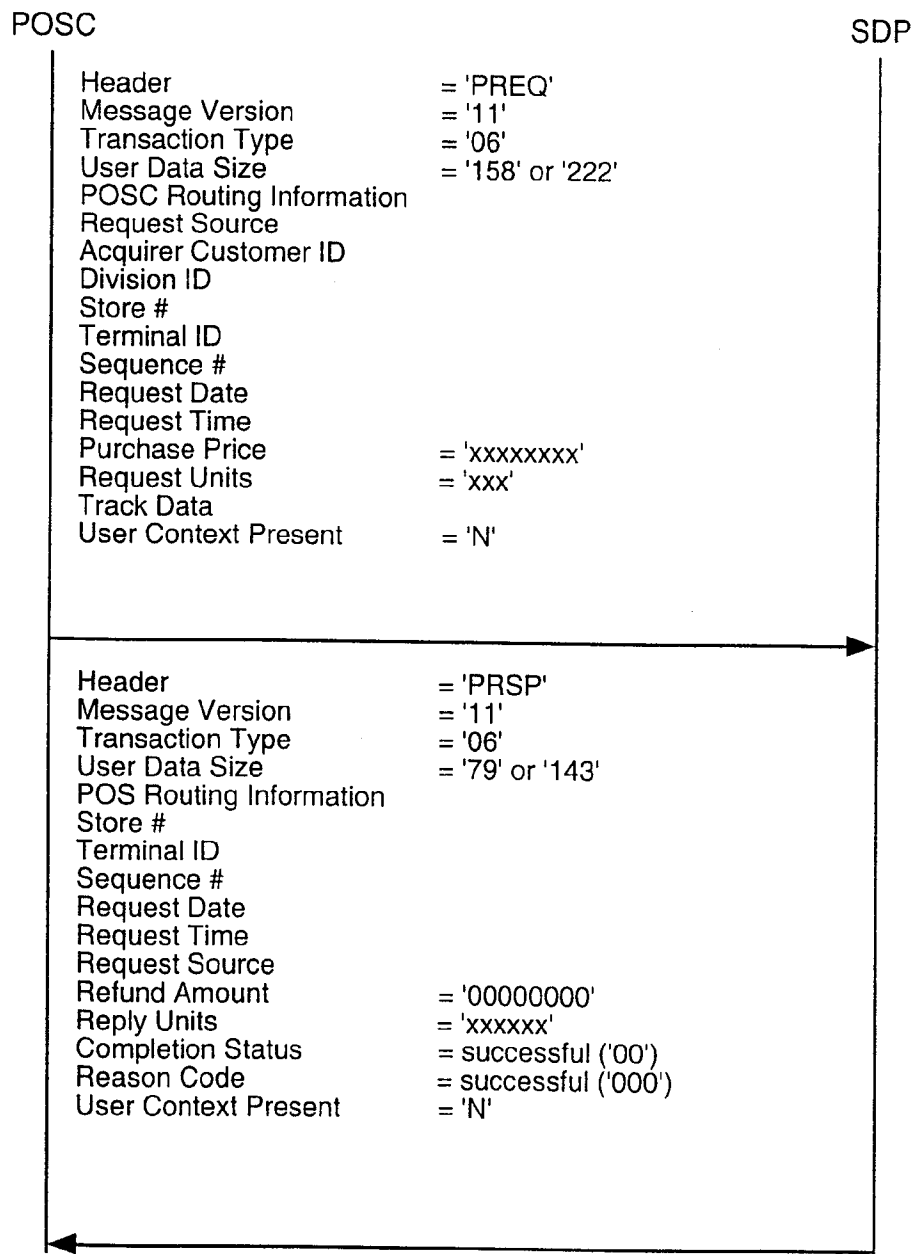 POSC
SDP
Header = 'PREQ'
Message Version = '11'
Transaction Type = '06'
User Data Size = '158' or '222'
POSC Routing Information
Request Source
Acquirer Customer ID
Division ID
Store #
Terminal ID
Sequence #
Request Date
Request Time
Purchase Price = 'xxxxxxxx'
Request Units = 'xxx'
Track Data
User Context Present = 'N'
Header = 'PRSP'
Message Version = '11'
Transaction Type = '06'
User Data Size = '79' or '143'
POS Routing Information
Store #
Terminal ID
Sequence #
Request Date
Request Time
Request Source
Refund Amount = '00000000'
Reply Units = 'xxxxxx'
Completion Status = successful ('00')
Reason Code = successful ('000')
User Context Present = 'N'